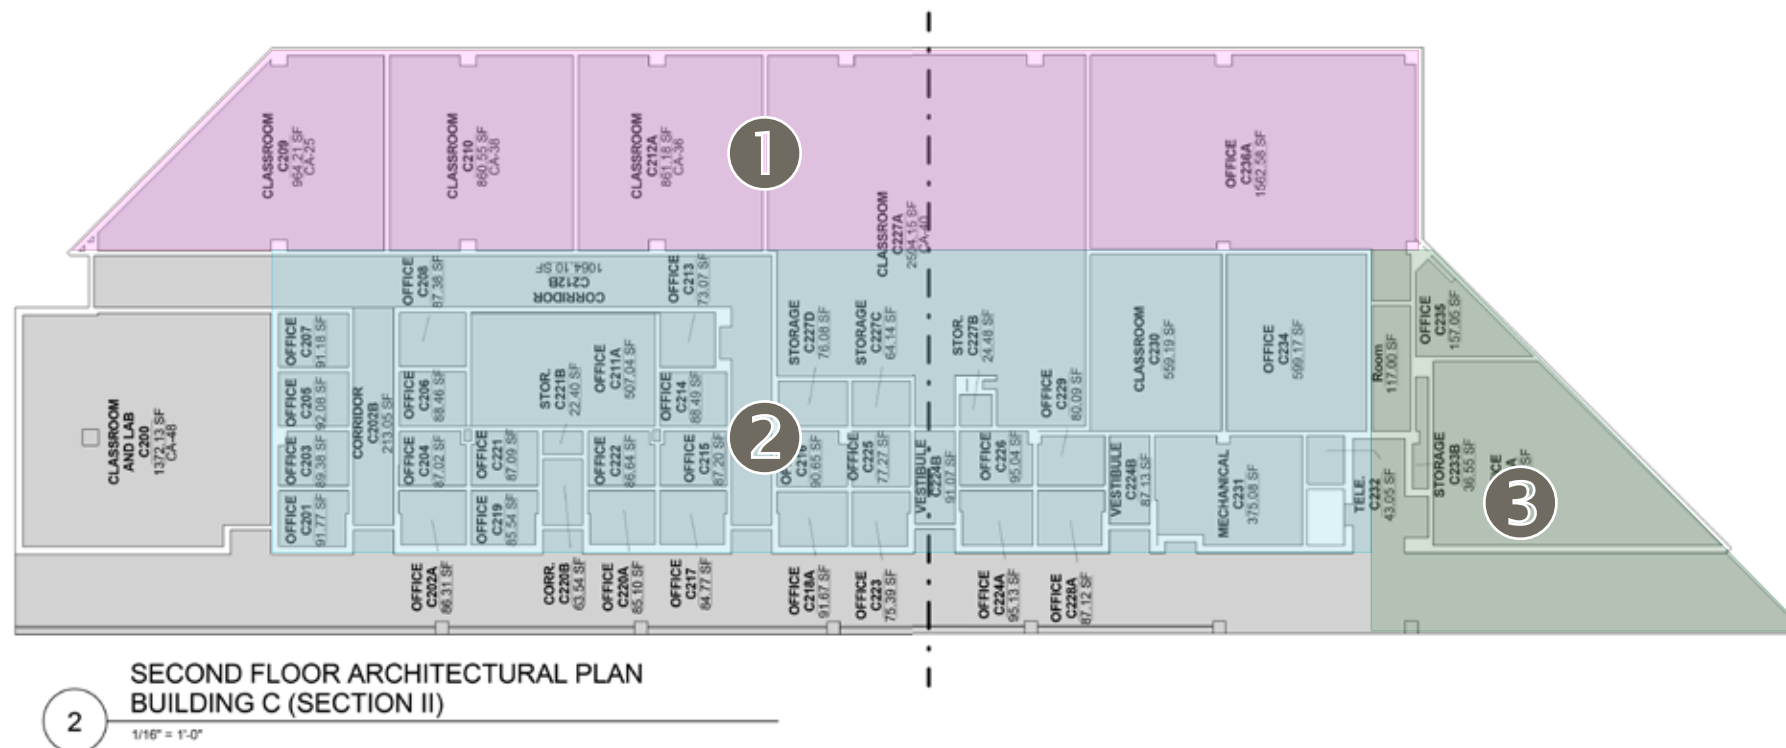 CLASSROOM
C209
964.21 SF
CA-25
CLASSROOM
C210
860.55 SF
CA-38
CLASSROOM
C212A
861.18 SF
CA-36
1
CLASSROOM
C227A
2504.15 SF
CA-40
OFFICE
C236A
1562.58 SF
OFFICE
C208
87.38 SF
CORRIDOR
C212B
1064.10 SF
OFFICE
C213
73.07 SF
CLASSROOM
AND LAB
C200
1372.13 SF
CA-48
OFFICE
C207
91.18 SF
OFFICE
C205
92.08 SF
OFFICE
C203
89.38 SF
OFFICE
C201
91.77 SF
CORRIDOR
C202B
213.05 SF
OFFICE
C206
88.46 SF
OFFICE
C204
87.02 SF
OFFICE
C221
87.09 SF
OFFICE
C219
85.54 SF
STOR.
C221B
22.40 SF
OFFICE
C211A
507.04 SF
OFFICE
C222
86.64 SF
OFFICE
C214
88.49 SF
OFFICE
C215
87.20 SF
2
STORAGE
C227D
76.08 SF
STORAGE
C227C
64.14 SF
C216
90.65 SF
OFFICE
C225
77.27 SF
VESTIBULE
C224B
91.07 SF
STOR.
C227B
24.48 SF
OFFICE
C226
95.04 SF
OFFICE
C229
80.09 SF
VESTIBULE
C224B
87.13 SF
CLASSROOM
C230
559.19 SF
MECHANICAL
C231
375.08 SF
OFFICE
C234
599.17 SF
Room
117.00 SF
OFFICE
C235
157.05 SF
TELE.
C232
43.05 SF
STORAGE
C233B
36.55 SF
SF
3
OFFICE
C202A
86.31 SF
CORR.
C220B
63.54 SF
OFFICE
C220A
85.10 SF
OFFICE
C217
84.77 SF
OFFICE
C218A
91.67 SF
OFFICE
C223
75.39 SF
OFFICE
C224A
95.13 SF
OFFICE
C228A
87.12 SF
2
SECOND FLOOR ARCHITECTURAL PLAN
BUILDING C (SECTION II)
1/16" = 1'-0"